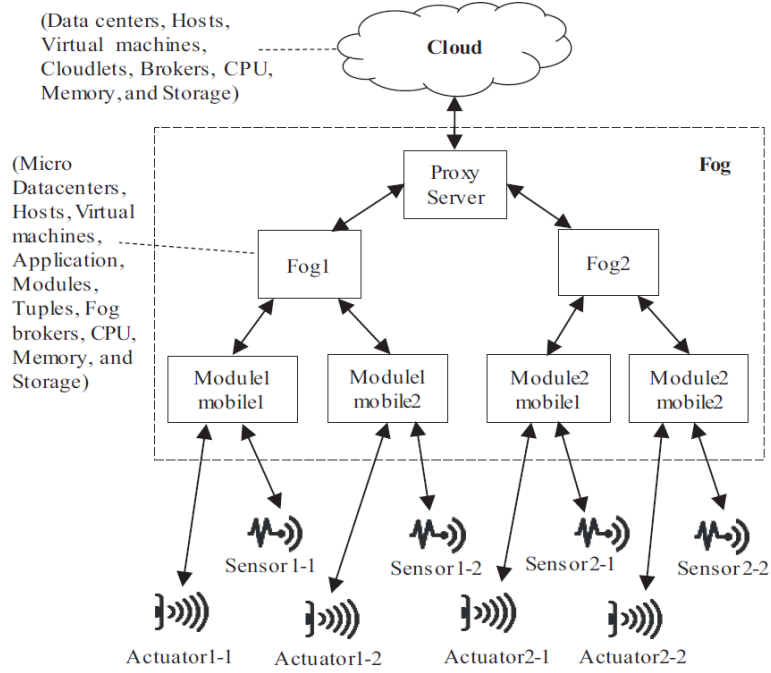 (Data centers, Hosts,
Virtual machines,
Cloudlets, Brokers, CPU,
Memory, and Storage)
Cloud
(Micro
Datacenters,
Hosts, Virtual
machines,
Application,
Modules,
Tuples, Fog
brokers, CPU,
Memory, and
Storage)
Proxy
Server
Fog
Fog1
Fog2
Module1
mobile1
Module1
mobile2
Module2
mobile1
Module2
mobile2
Sensor1-1
Sensor1-2
Sensor2-1
Sensor2-2
Actuator1-1
Actuator1-2
Actuator2-1
Actuator2-2